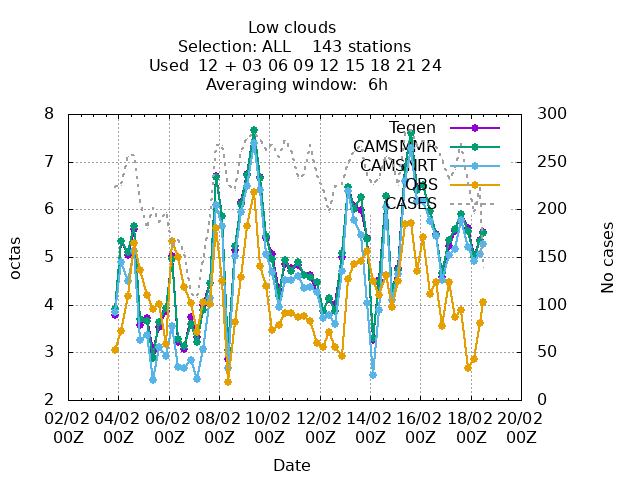 Low clouds
Selection: ALL    143 stations
Used  12 + 03 06 09 12 15 18 21 24
Averaging window:  6h
8 300
Tegen
CAMSMMR
7 250
CAMSMRT
OBS
6 CASES 200
octas
No cases
5 150
4 100
3 50
2 0
02/02 04/02 06/02 08/02 10/02 12/02 14/02 16/02 18/02 20/02
00Z 00Z 00Z 00Z 00Z 00Z 00Z 00Z 00Z 00Z
Date